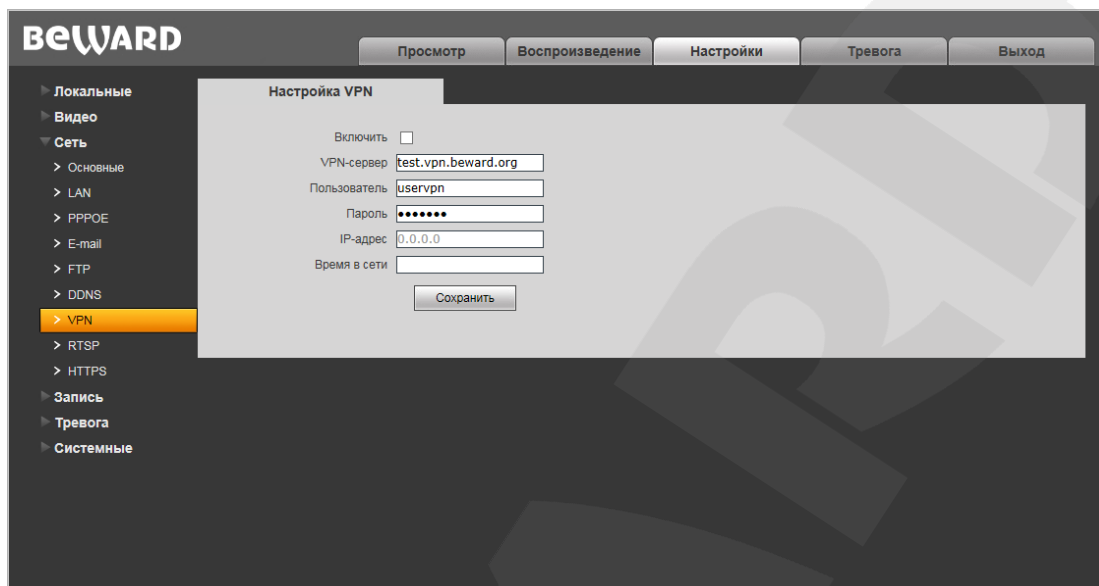 BEWARD
Просмотр Воспроизведение Настройки Тревога Выход
Локальные
Видео
Сеть
> Основные
> LAN
> PPPOE
> E-mail
> FTP
> DDNS
> VPN
> RTSP
> HTTPS
Запись
Тревога
Системные
Настройка VPN
Включить
VPN-сервер test.vpn.beward.org
Пользователь uservpn
Пароль •••••••
IP-адрес 0.0.0.0
Время в сети
Сохранить